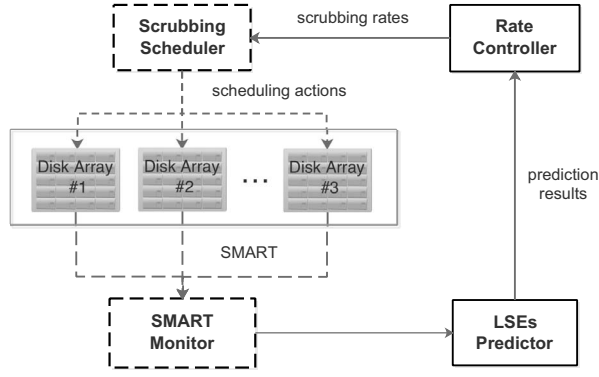 Scrubbing
Scheduler
scrubbing rates
Rate
Controller
scheduling actions
Disk Array
#1
Disk Array
#2
...
Disk Array
#3
prediction
results
SMART
SMART
Monitor
LSEs
Predictor